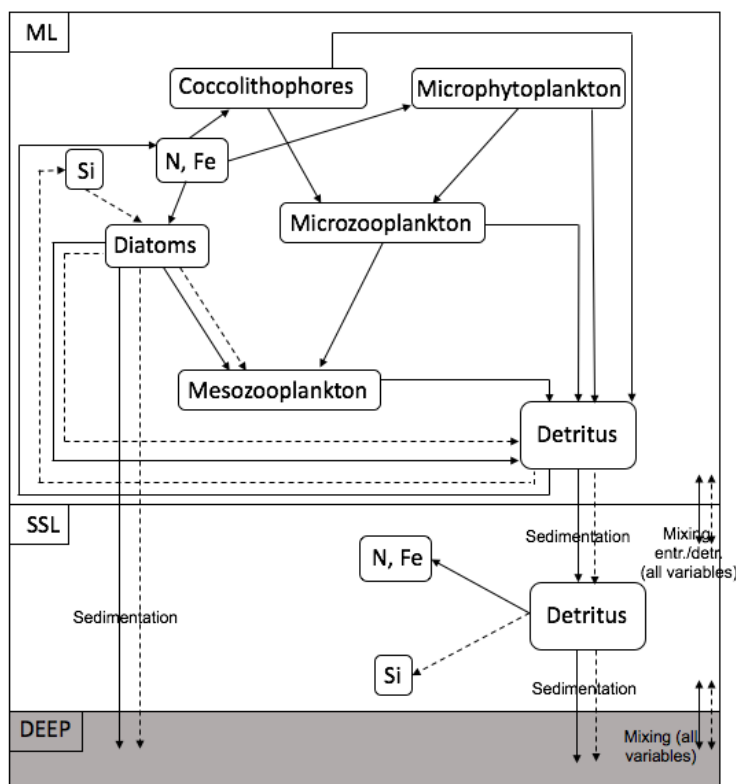 ML
Coccolithophores
Microphytoplankton
N, Fe
Si
Microzooplankton
Diatoms
Mesozooplankton
Detritus
SSL
Sedimentation
Mixing
entr./detr.
(all variables)
N, Fe
Detritus
Sedimentation
Si
Sedimentation
DEEP
Mixing (all
variables)